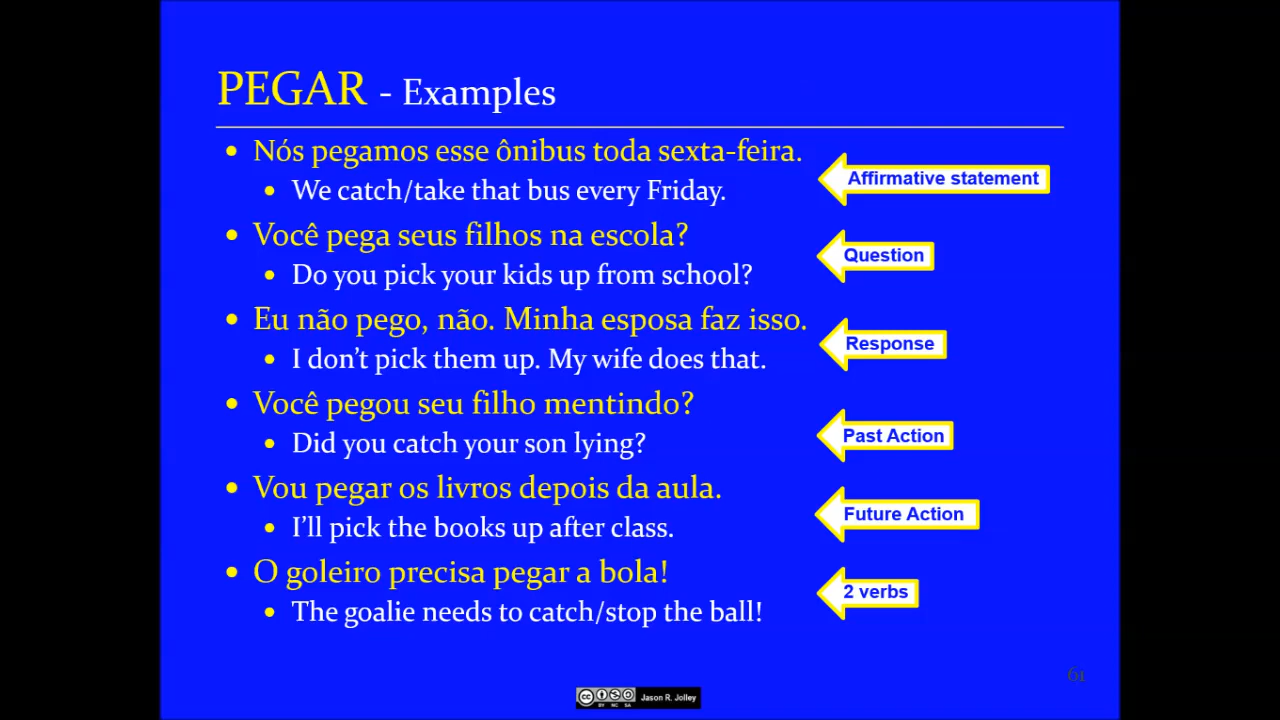 PEGAR - Examples
Nós pegamos esse ônibus toda sexta-feira.
We catch/take that bus every Friday.
Affirmative statement
Você pega seus filhos na escola?
Do you pick your kids up from school?
Question
Eu não pego, não. Minha esposa faz isso.
I don't pick them up. My wife does that.
Response
Você pegou seu filho mentindo?
Did you catch your son lying?
Past Action
Vou pegar os livros depois da aula.
I'll pick the books up after class.
Future Action
O goleiro precisa pegar a bola!
The goalie needs to catch/stop the ball!
2 verbs
61
cc BY NC SA Jason R. Jolley